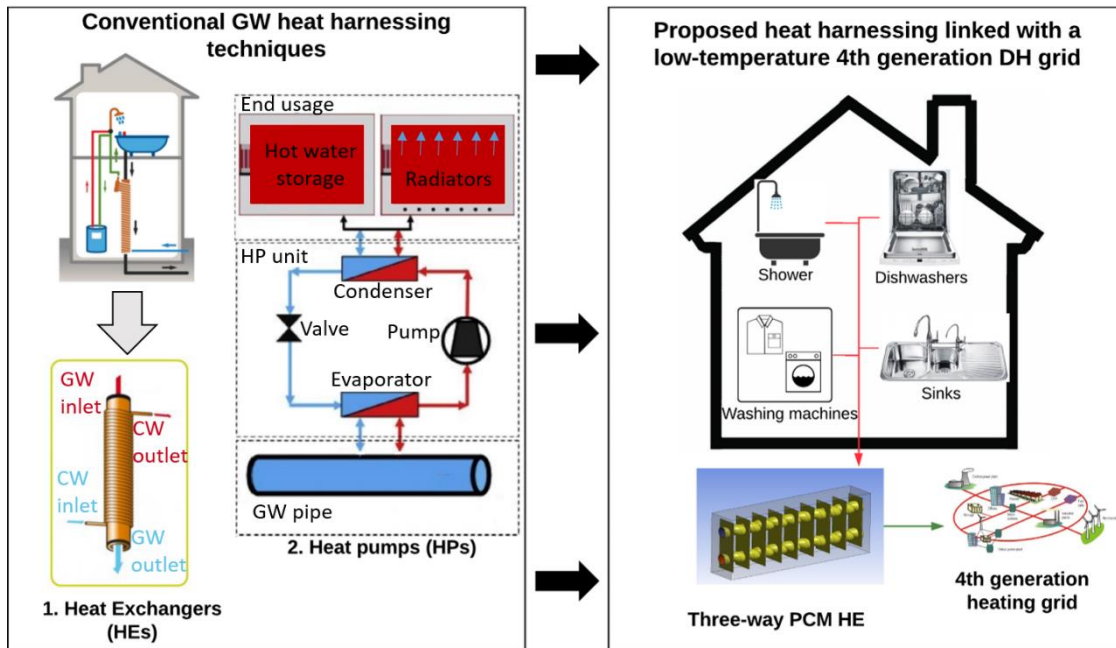 Conventional GW heat harnessing
techniques
End usage
Hot water
storage
Radiators
HP unit
Condenser
Valve
Pump
Evaporator
GW pipe
2. Heat pumps (HPs)
GW
inlet
CW
outlet
CW
inlet
GW
outlet
1. Heat Exchangers
(HEs)
Proposed heat harnessing linked with a
low-temperature 4th generation DH grid
Shower
Dishwashers
Washing machines
Sinks
Three-way PCM HE
4th generation
heating grid